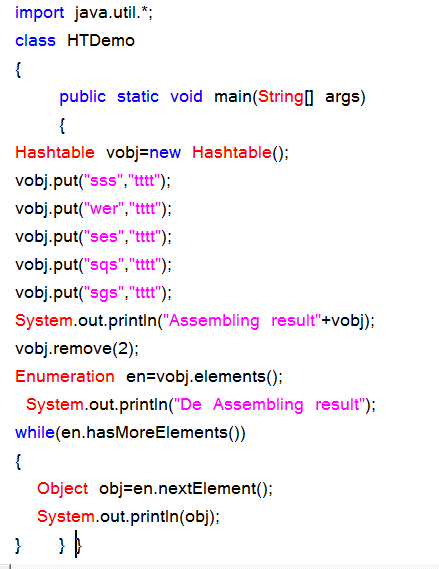 import java.util.*;
class HTDemo
{
public static void main(String[] args)
{
Hashtable vobj=new Hashtable();
vobj.put("sss","tttt");
vobj.put("wer","tttt");
vobj.put("ses","tttt");
vobj.put("sqs","tttt");
vobj.put("sgs","tttt");
System.out.println("Assembling result"+vobj);
vobj.remove(2);
Enumeration en=vobj.elements();
System.out.println("De Assembling result");
while(en.hasMoreElements())
{
Object obj=en.nextElement();
System.out.println(obj);
} } }